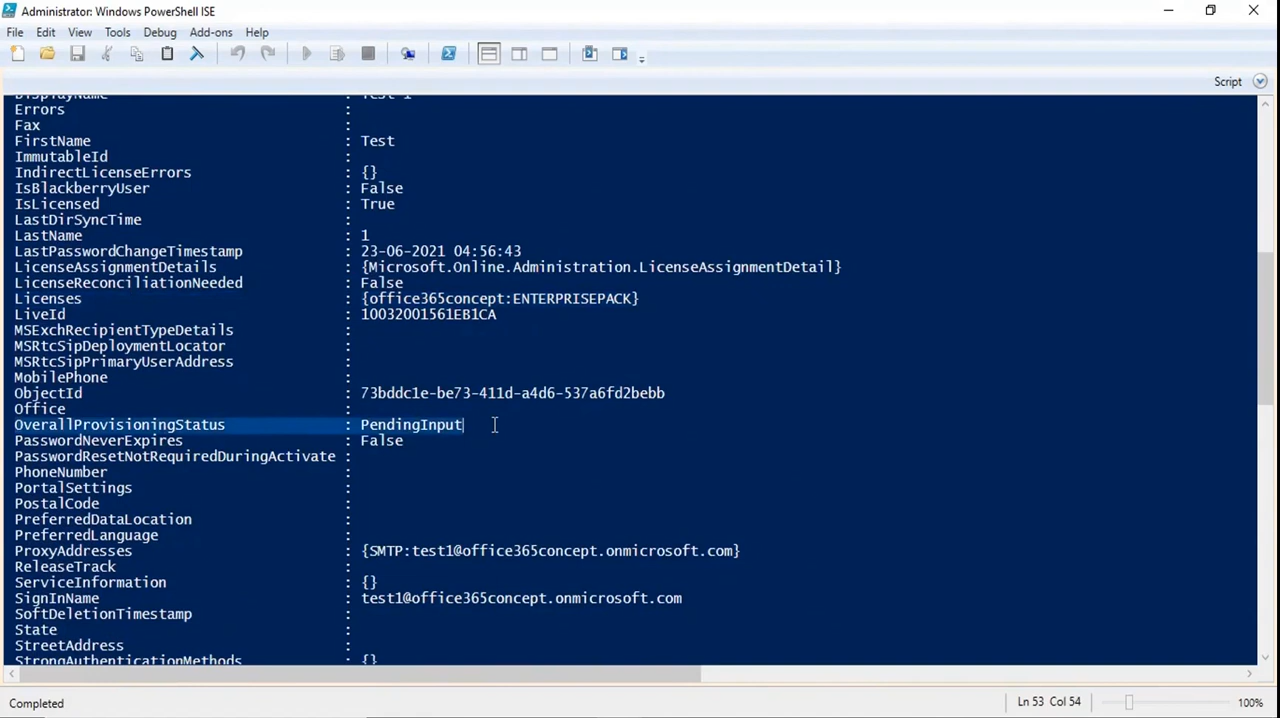 Administrator: Windows PowerShell ISE
File Edit View Tools Debug Add-ons Help
Script
DisplayName : Test 1
Errors :
Fax :
FirstName : Test
ImmutableId :
IndirectLicenseErrors : {}
IsBlackberryUser : False
IsLicensed : True
LastDirSyncTime :
LastName : 1
LastPasswordChangeTimestamp : 23-06-2021 04:56:43
LicenseAssignmentDetails : {Microsoft.Online.Administration.LicenseAssignmentDetail}
LicenseReconciliationNeeded : False
Licenses : {office365concept:ENTERPRISEPACK}
LiveId : 10032001561EB1CA
MSExchRecipientTypeDetails :
MSRtcSipDeploymentLocator :
MSRtcSipPrimaryUserAddress :
MobilePhone :
ObjectId : 73bddc1e-be73-411d-a4d6-537a6fd2bebb
Office :
OverallProvisioningStatus : PendingInput
PasswordNeverExpires : False
PasswordResetNotRequiredDuringActivate :
PhoneNumber :
PortalSettings :
PostalCode :
PreferredDataLocation :
PreferredLanguage :
ProxyAddresses : {SMTP:test1@office365concept.onmicrosoft.com}
ReleaseTrack :
ServiceInformation : {}
SignInName : test1@office365concept.onmicrosoft.com
SoftDeletionTimestamp :
State :
StreetAddress :
StrongAuthenticationMethods : {}
Completed
Ln 53 Col 54
100%